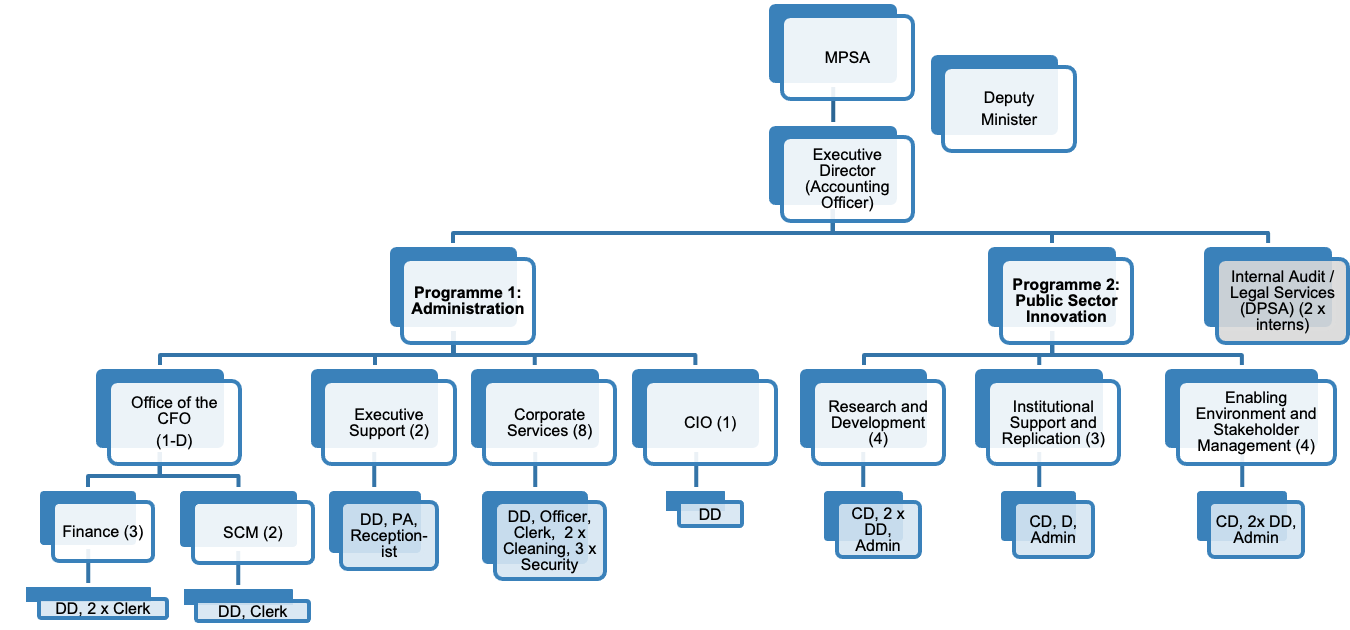 MPSA
Deputy
Minister
Executive
Director
(Accounting
Officer)
Programme 1:
Administration
Programme 2:
Public Sector
Innovation
Internal Audit /
Legal Services
(DPSA) (2 x
interns)
Office of the
CFO
(1-D)
Executive
Support (2)
Corporate
Services (8)
CIO (1)
Research and
Development
(4)
Institutional
Support and
Replication (3)
Enabling
Environment and
Stakeholder
Management (4)
Finance (3)
SCM (2)
DD, PA,
Reception-
ist
DD, Officer,
Clerk, 2 x
Cleaning, 3 x
Security
DD
CD, 2 x
DD,
Admin
CD, D,
Admin
CD, 2x DD,
Admin
DD, 2 x Clerk
DD, Clerk